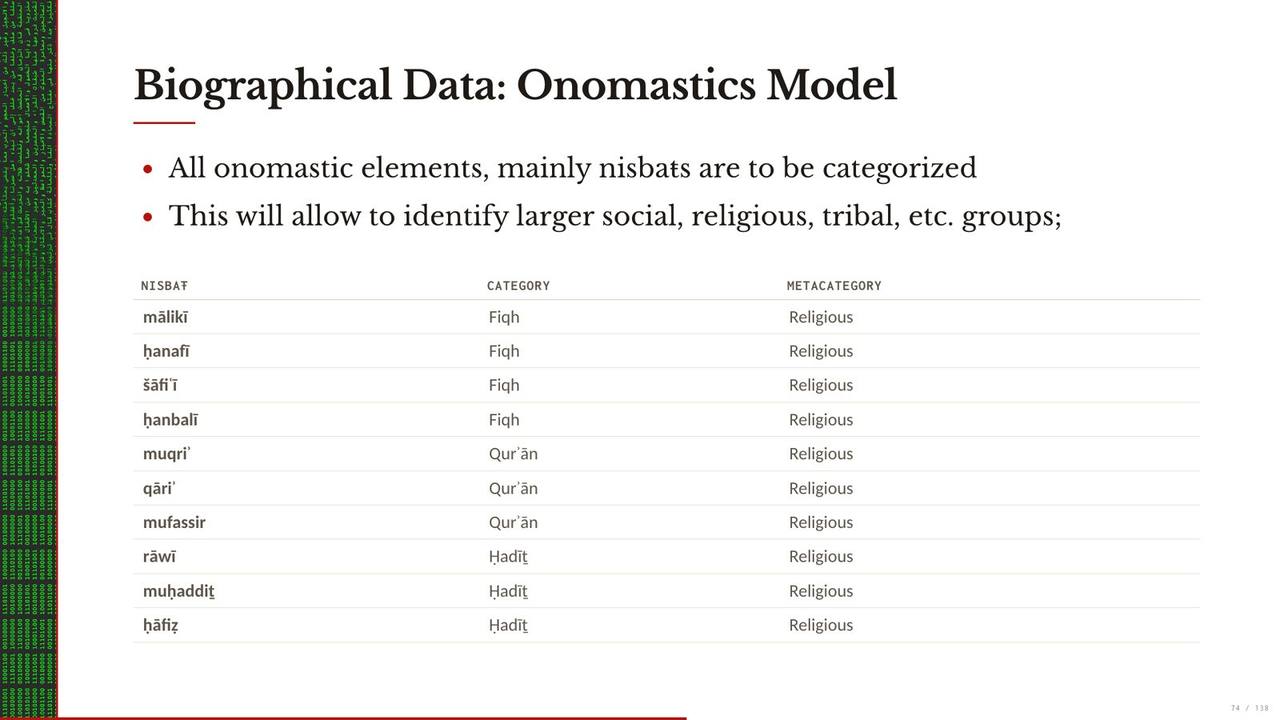 Biographical Data: Onomastics Model
• All onomastic elements, mainly nisbaŧs are to be categorized
• This will allow to identify larger social, religious, tribal, etc. groups;
NISBAŦ CATEGORY METACATEGORY
mālikī Fiqh Religious
ḥanafī Fiqh Religious
šāfiʿī Fiqh Religious
ḥanbalī Fiqh Religious
muqriʾ Qurʾān Religious
qāriʾ Qurʾān Religious
mufassir Qurʾān Religious
rāwī Ḥadīṯ Religious
muḥaddiṯ Ḥadīṯ Religious
ḥāfiẓ Ḥadīṯ Religious
74 / 138